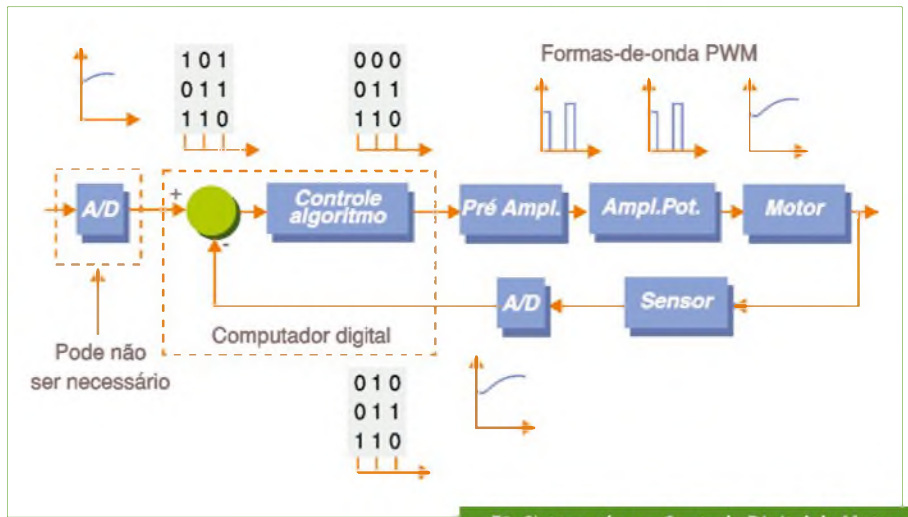 1 0 1
0 1 1
1 1 0
0 0 0
0 1 1
1 1 0
Formas-de-onda PWM
A/D
+
-
Controle
algoritmo
Pré Ampl.
Ampl.Pot.
Motor
A/D
Sensor
Computador digital
Pode não
ser necessário
0 1 0
0 1 1
1 1 0